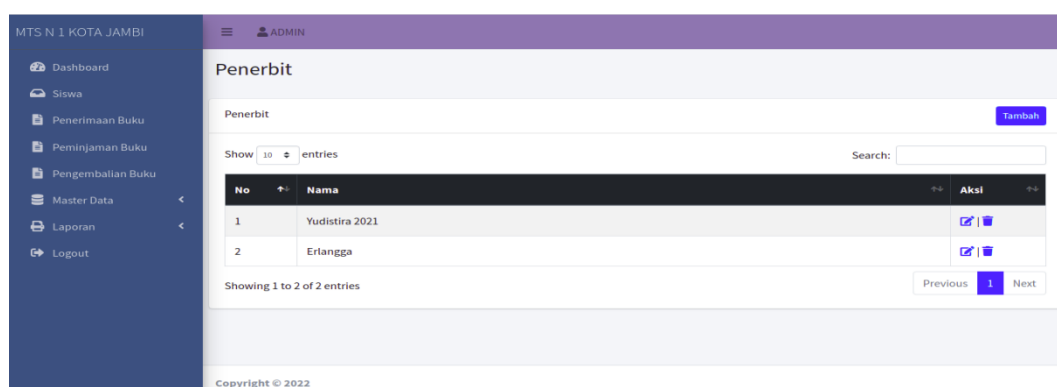 MTS N 1 KOTA JAMBI
ADMIN
Dashboard
Siswa
Penerimaan Buku
Peminjaman Buku
Pengembalian Buku
Master Data
Laporan
Logout
Penerbit
Penerbit Tambah
Show 10 entries Search:
No Nama Aksi
1 Yudistira 2021 |
2 Erlangga |
Showing 1 to 2 of 2 entries Previous 1 Next
Copyright © 2022